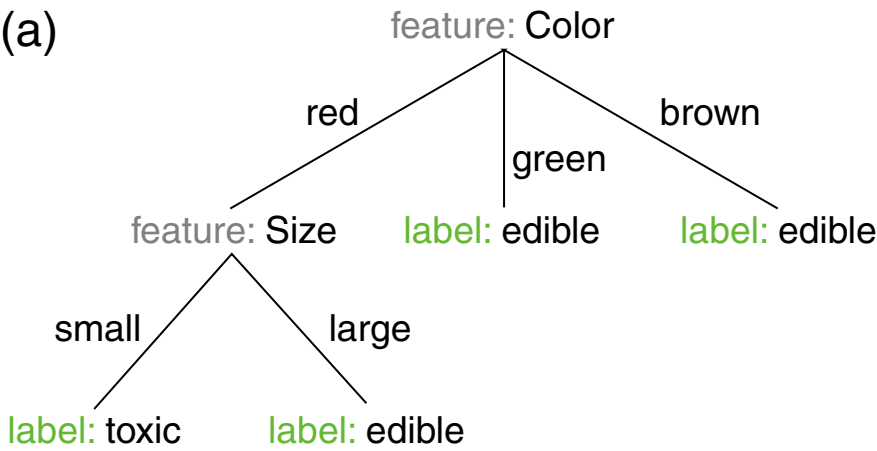 (a)
feature: Color
red
brown
green
feature: Size
label: edible
label: edible
small
large
label: toxic
label: edible